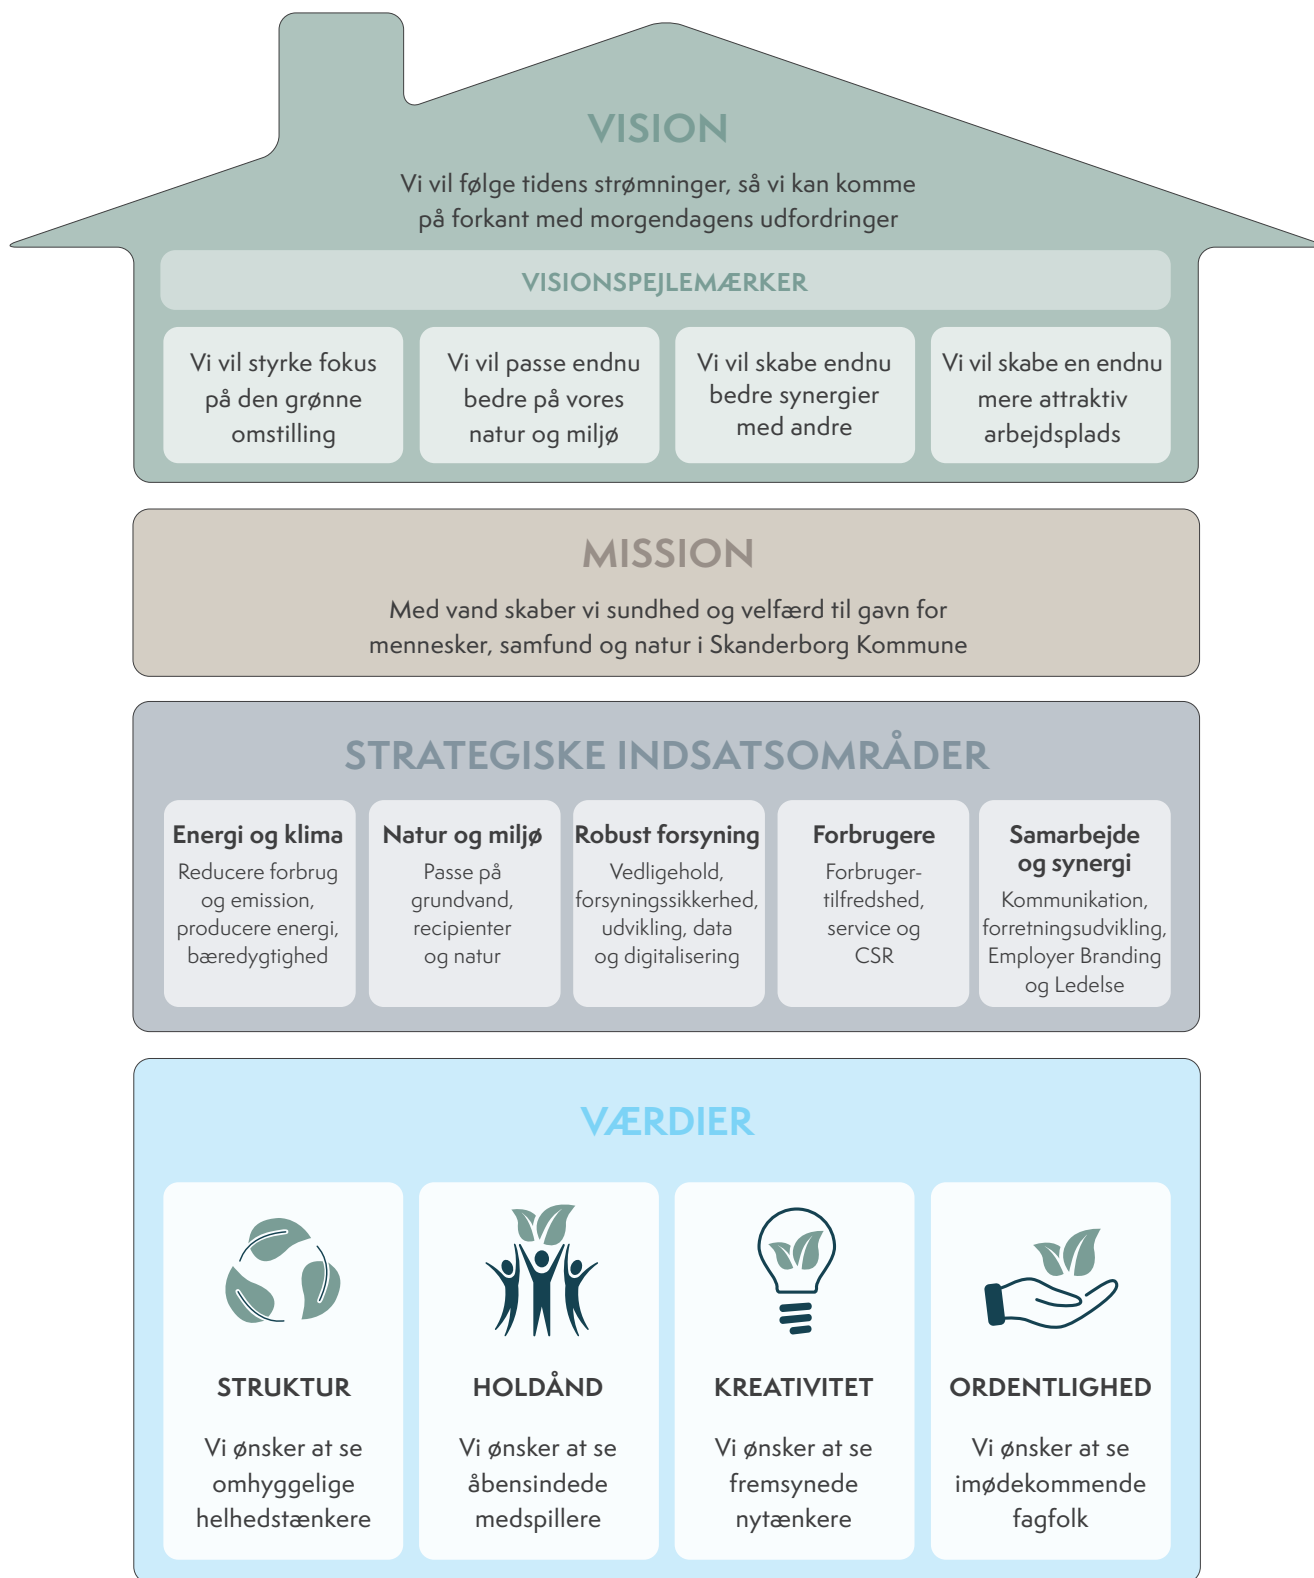 VISION
Vi vil følge tidens strømninger, så vi kan komme
på forkant med morgendagens udfordringer
VISIONSPEJLEMÆRKER
Vi vil styrke fokus
på den grønne
omstilling
Vi vil passe endnu
bedre på vores
natur og miljø
Vi vil skabe endnu
bedre synergier
med andre
Vi vil skabe en endnu
mere attraktiv
arbejdsplads
MISSION
Med vand skaber vi sundhed og velfærd til gavn for
mennesker, samfund og natur i Skanderborg Kommune
STRATEGISKE INDSATSOMRÅDER
Energi og klima
Reducere forbrug
og emission,
producere energi,
bæredygtighed
Natur og miljø
Passe på
grundvand,
recipienter
og natur
Robust forsyning
Vedligehold,
forsyningssikkerhed,
udvikling, data
og digitalisering
Forbrugere
Forbruger-
tilfredshed,
service og
CSR
Samarbejde
og synergi
Kommunikation,
forretningsudvikling,
Employer Branding
og Ledelse
VÆRDIER
STRUKTUR
Vi ønsker at se
omhyggelige
helhedstænkere
HOLDÅND
Vi ønsker at se
åbensindede
medspillere
KREATIVITET
Vi ønsker at se
fremsynede
nytænkere
ORDENTLIGHED
Vi ønsker at se
imødekommende
fagfolk